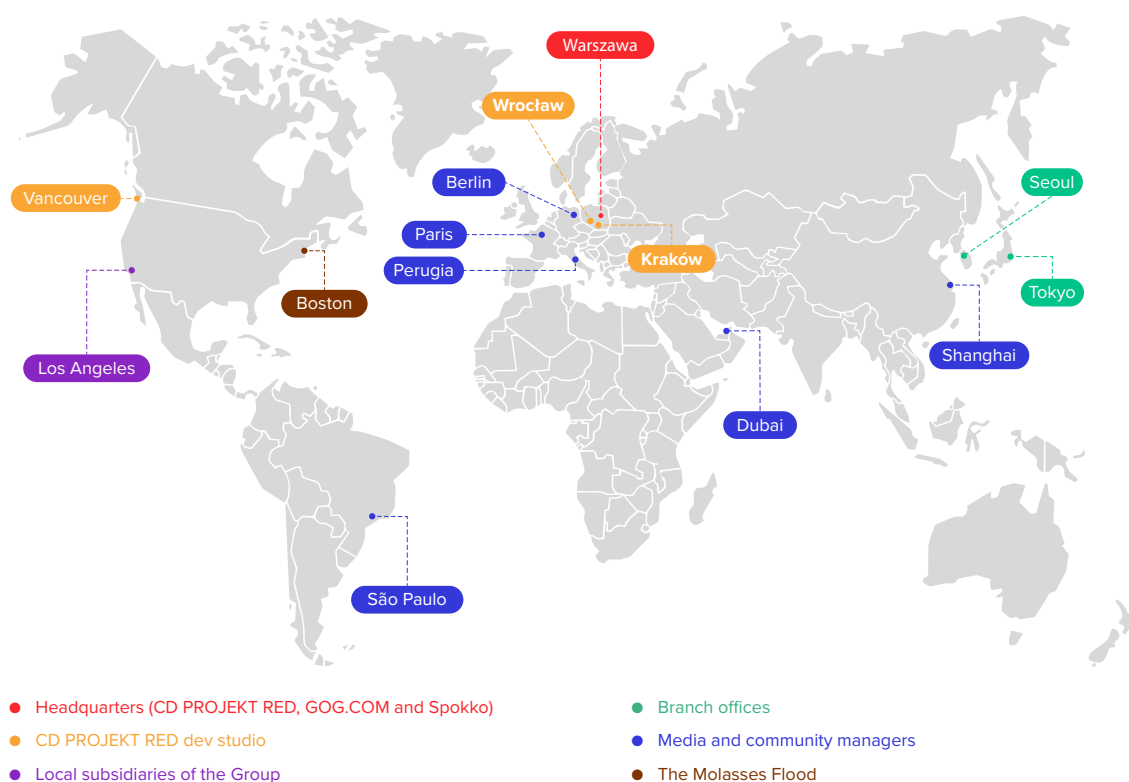 Warszawa
Wrocław
Berlin
Seoul
Vancouver
Paris
Kraków
Perugia
Tokyo
Boston
Shanghai
Los Angeles
Dubai
São Paulo
Headquarters (CD PROJEKT RED, GOG.COM and Spokko)
CD PROJEKT RED dev studio
Local subsidiaries of the Group
Branch offices
Media and community managers
The Molasses Flood